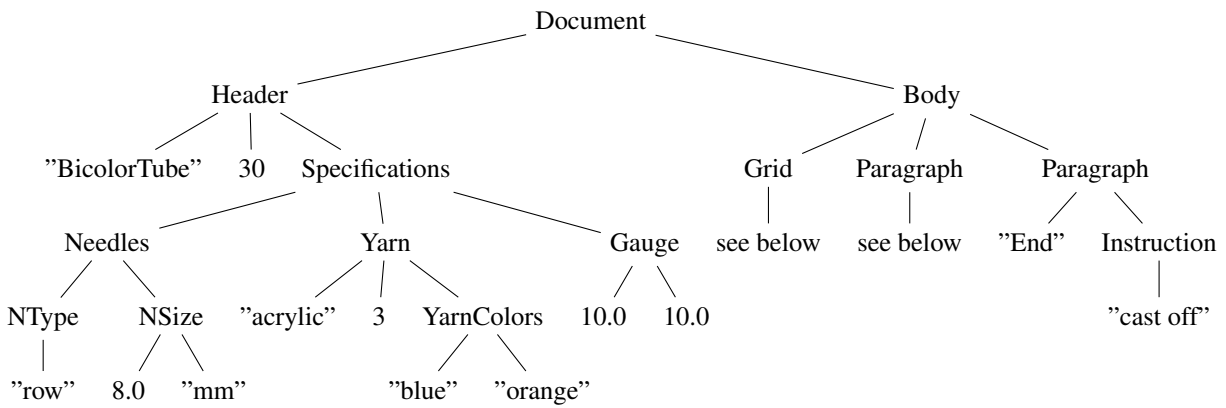 Document
Header Body
”BicolorTube” 30 Specifications Grid Paragraph Paragraph
Needles Yarn Gauge see below see below ”End” Instruction
NType NSize ”acrylic” 3 YarnColors 10.0 10.0 ”cast off”
”row” 8.0 ”mm” ”blue” ”orange”